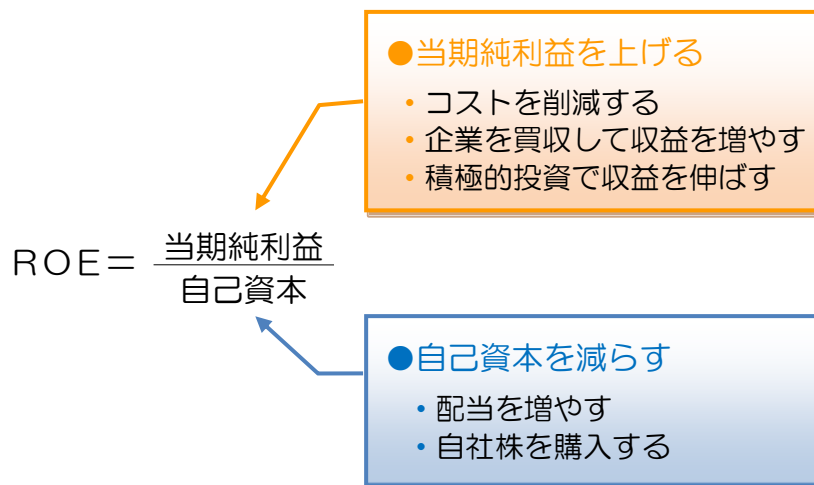 ●当期純利益を上げる
・コストを削減する
・企業を買収して収益を増やす
・積極的投資で収益を伸ばす
ROE= 当期純利益
自己資本
●自己資本を減らす
・配当を増やす
・自社株を購入する